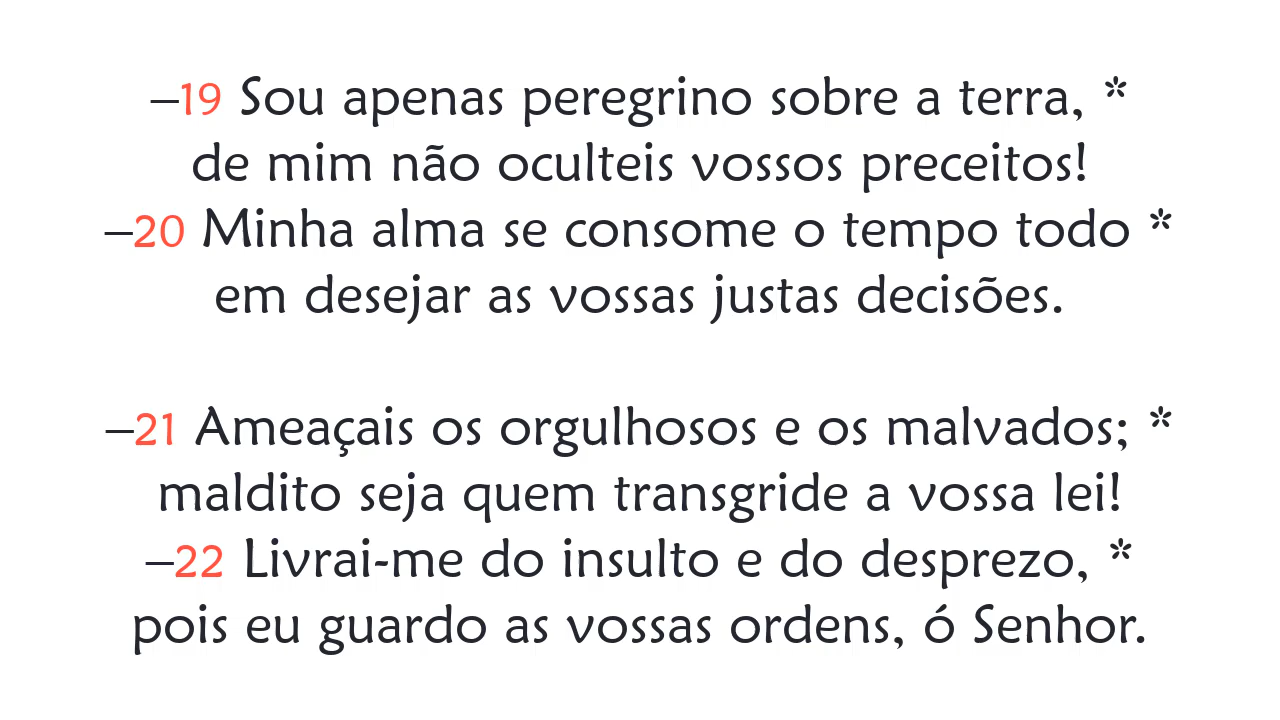 –19 Sou apenas peregrino sobre a terra, *
de mim não oculteis vossos preceitos!
–20 Minha alma se consome o tempo todo *
em desejar as vossas justas decisões.
–21 Ameaçais os orgulhosos e os malvados; *
maldito seja quem transgride a vossa lei!
–22 Livrai-me do insulto e do desprezo, *
pois eu guardo as vossas ordens, ó Senhor.